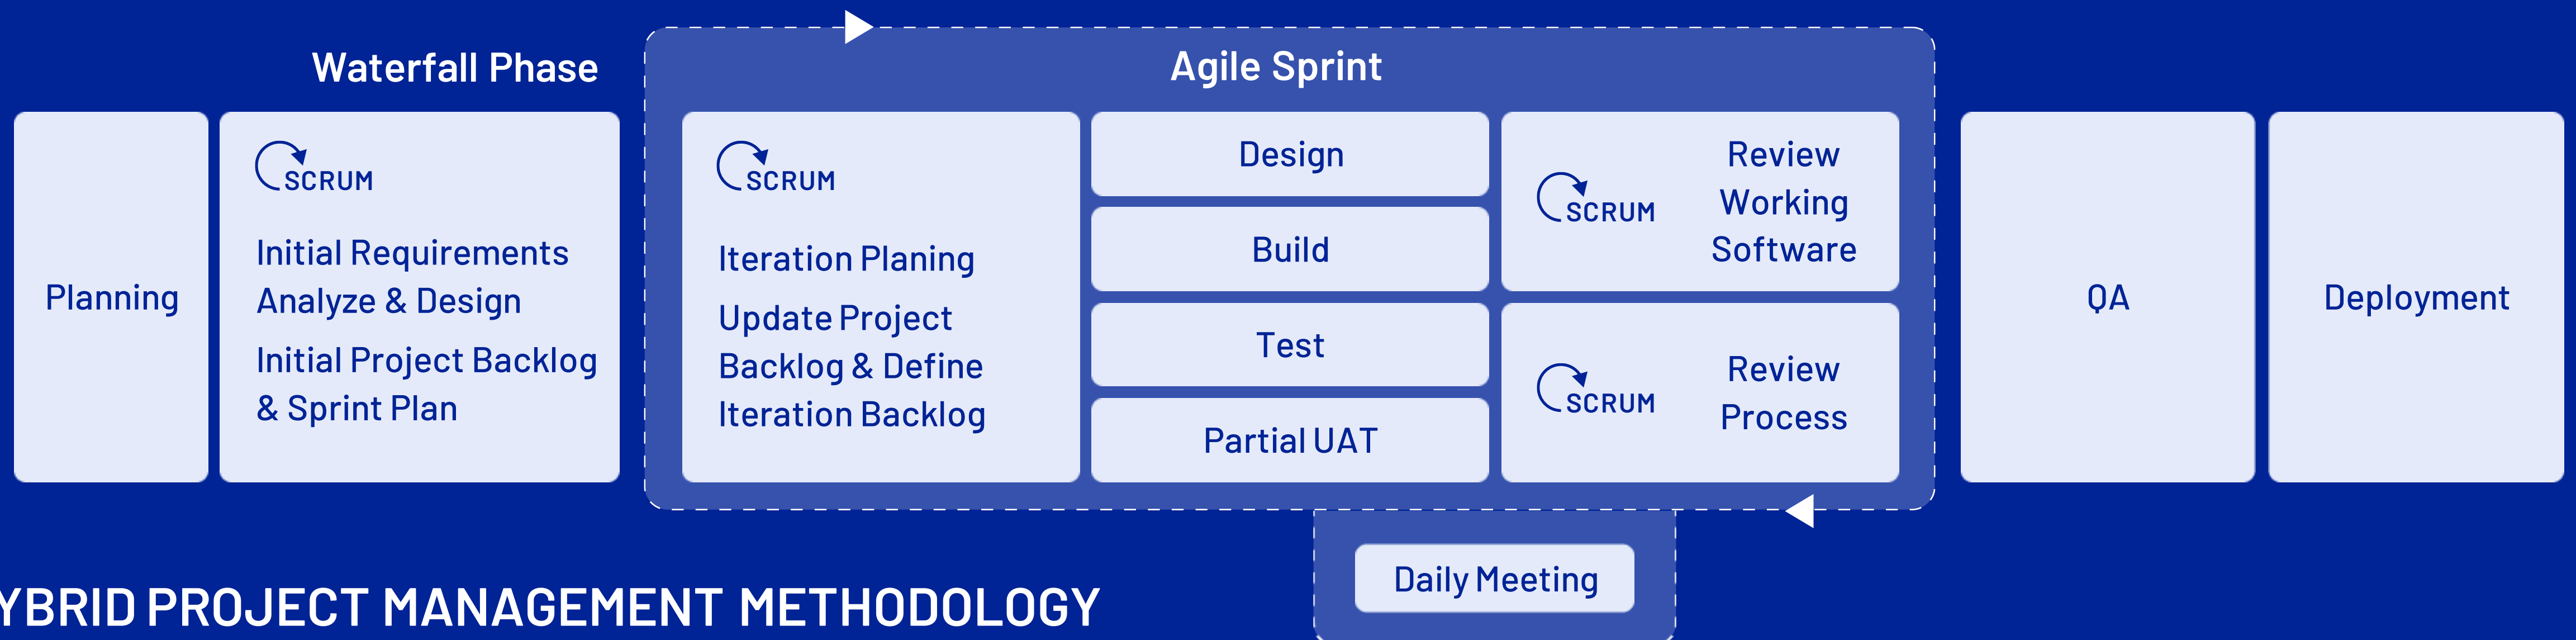 Waterfall Phase
Agile Sprint
Planning
SCRUM
Initial Requirements
Analyze & Design
Initial Project Backlog
& Sprint Plan
SCRUM
Iteration Planing
Update Project
Backlog & Define
Iteration Backlog
Design
Build
Test
Partial UAT
SCRUM
Review
Working
Software
SCRUM
Review
Process
QA
Deployment
Daily Meeting
YBRID PROJECT MANAGEMENT METHODOLOGY